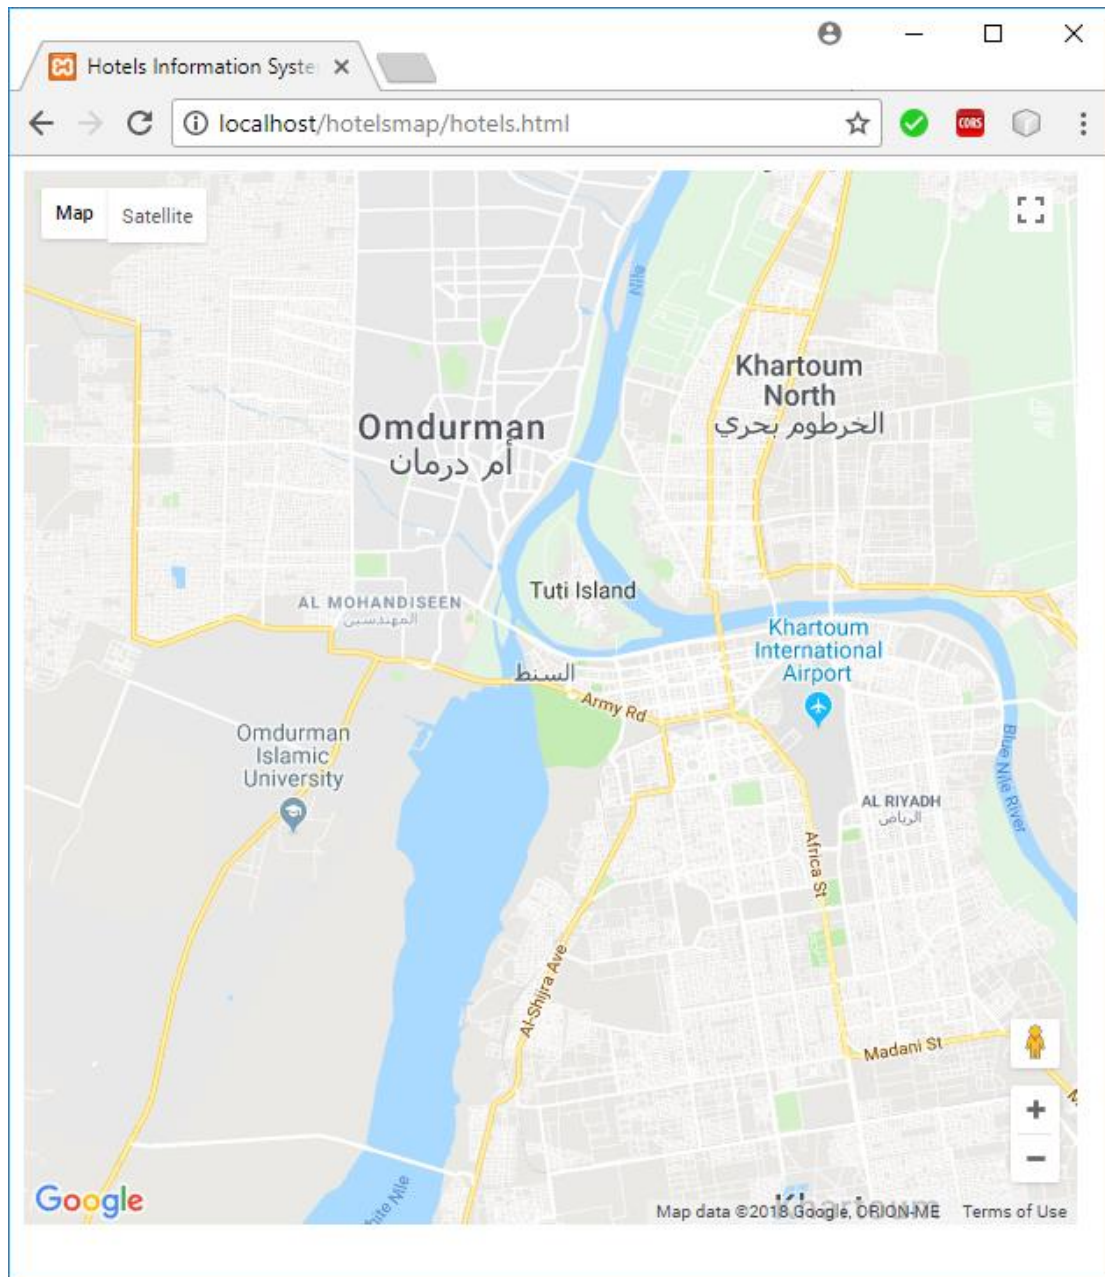 Hotels Information Syste
localhost/hotelsmap/hotels.html
CORS
Map
Satellite
Nile
Khartoum
North
الخرطوم بحري
Omdurman
أم درمان
Tuti Island
AL MOHANDISEEN
المهندسين
Khartoum
International
Airport
السنط
Army Rd
Omdurman
Islamic
University
Blue Nile River
AL RIYADH
الرياض
Africa St
Al-Shijra Ave
Madani St
Google
Khartoum
Map data ©2018 Google, ORION-ME
Terms of Use